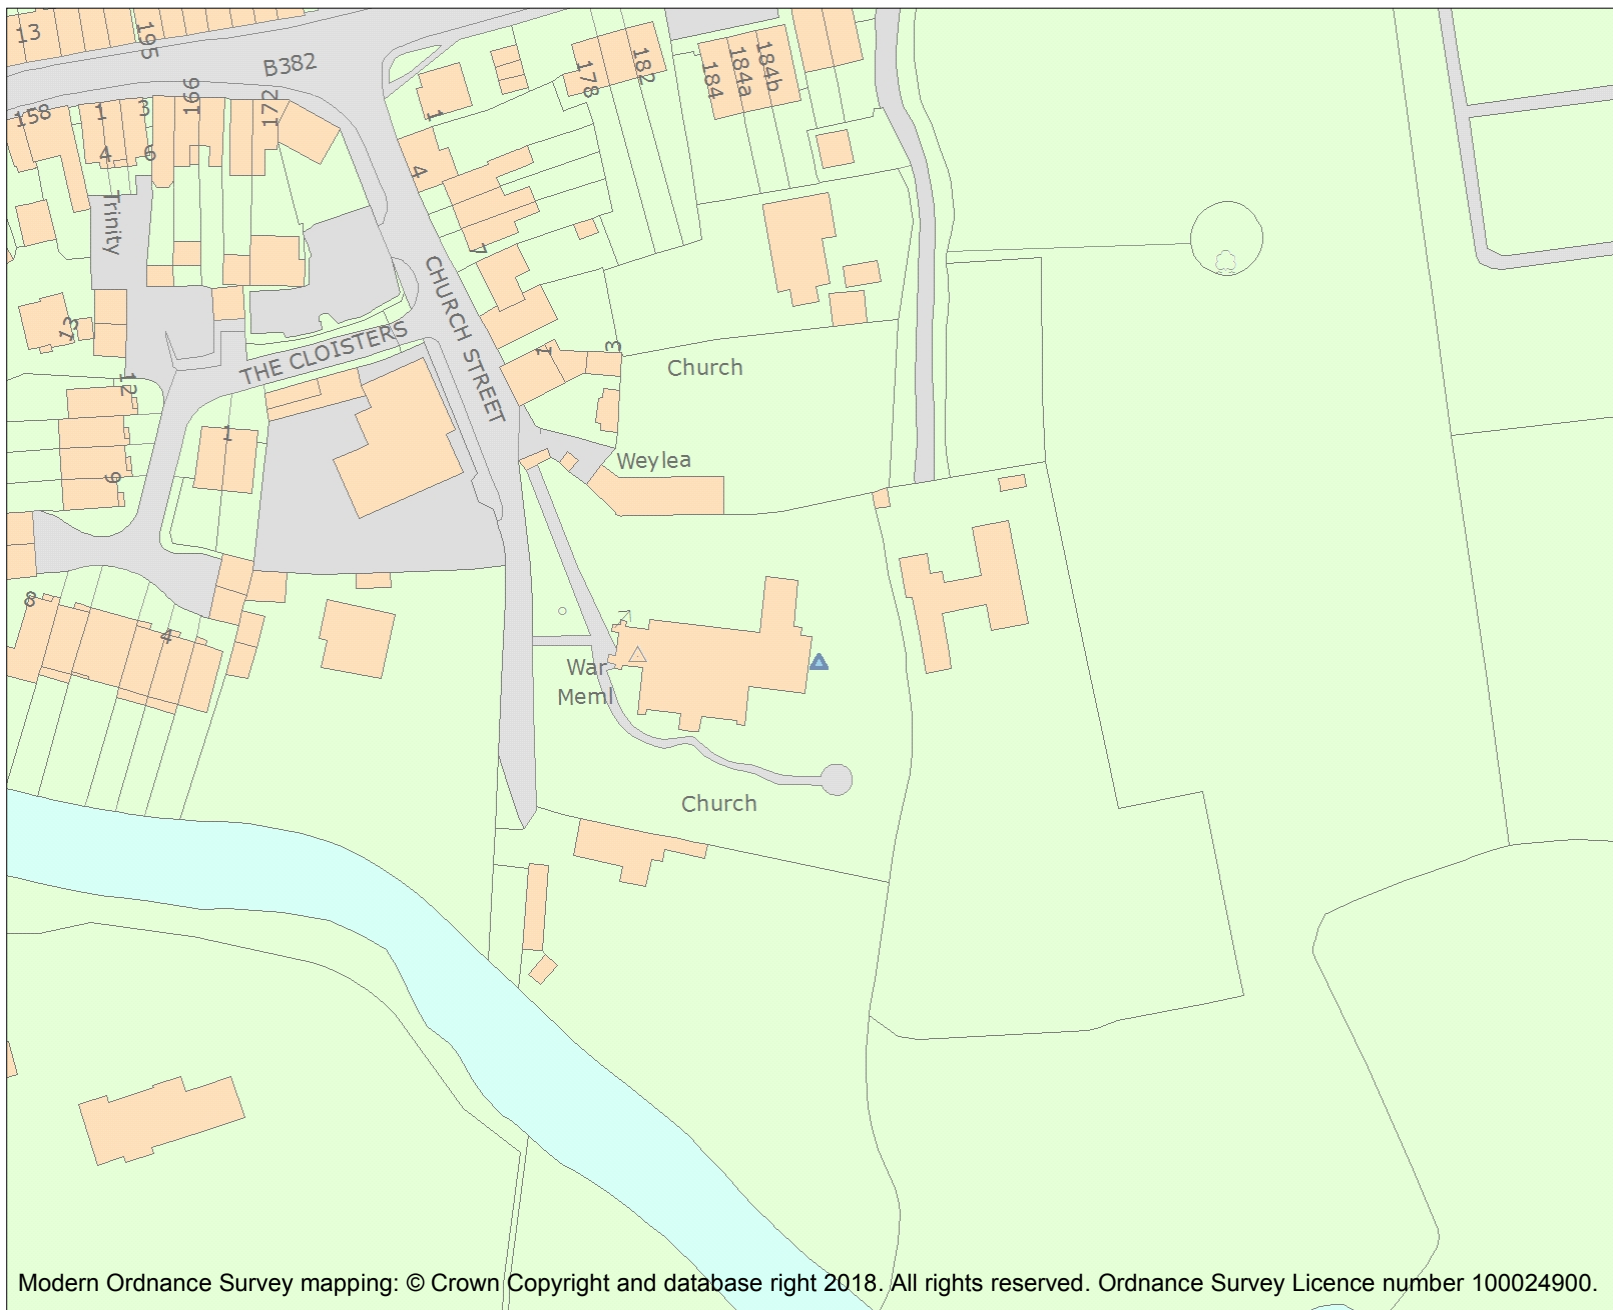 13
195
B382
158
1
3
166
172
4
6
1
178
182
184
184a
184b
4
Trinity
7
CHURCH STREET
13
THE CLOISTERS
1
3
Church
12
1
Weylea
9
8
4
War
Meml
Church
Modern Ordnance Survey mapping: © Crown Copyright and database right 2018. All rights reserved. Ordnance Survey Licence number 100024900.